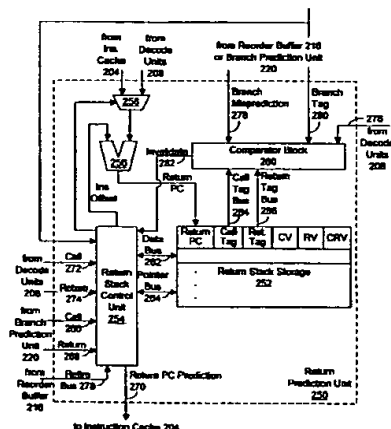 from
Ins.
Cache
204
from
Decode
Units
208
from Reorder Buffer 216
or Branch Prediction Unit
220
256
Branch
Misprediction
278
Branch
Tag
280
276
from
Decode
Units
208
Invalidate
282
Comparator Block
260
Return
PC
Ins
Offset
Call
Tag
Bus
284
Return
Tag
Bus
286
Data
Bus
262
Return
PC
Call
Tag
Ret.
Tag
CV
RV
CRV
Return Stack Storage
252
Pointer
Bus
264
Return
Stack
Control
Unit
254
from
Decode
Units
208
Call
272
Return
274
from
Branch
Prediction
Unit
220
Call
Return
268
from
Reorder
Buffer
216
Retire
Bus
Return PC Prediction
270
Return
Prediction Unit
250
to Instruction Cache 204